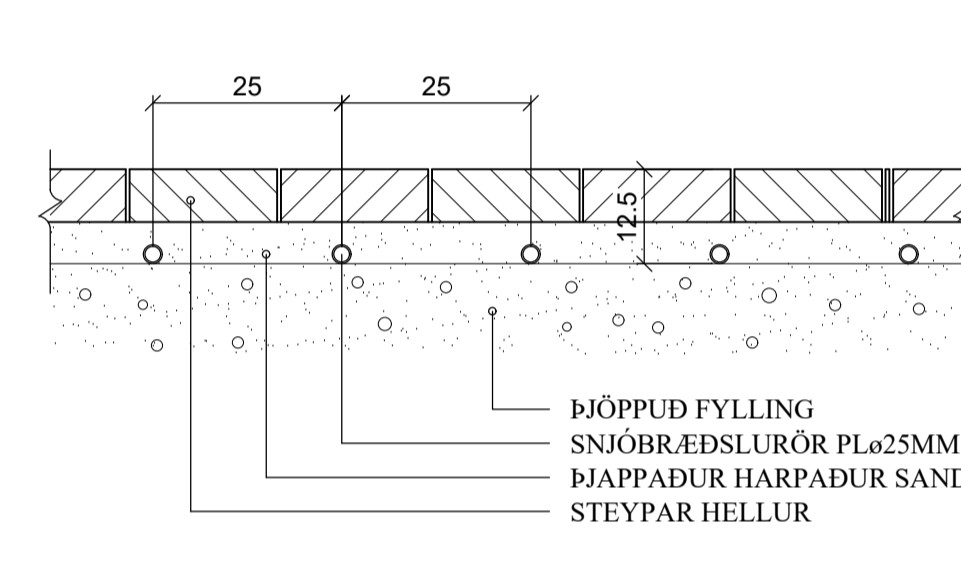 25 25
12.5
ÞJÖPPUÐ FYLLING
SNJÓBRÆÐSLURÖR PLø25MM
ÞJAPPAÐUR HARPAÐUR SAND
STEYPAR HELLUR